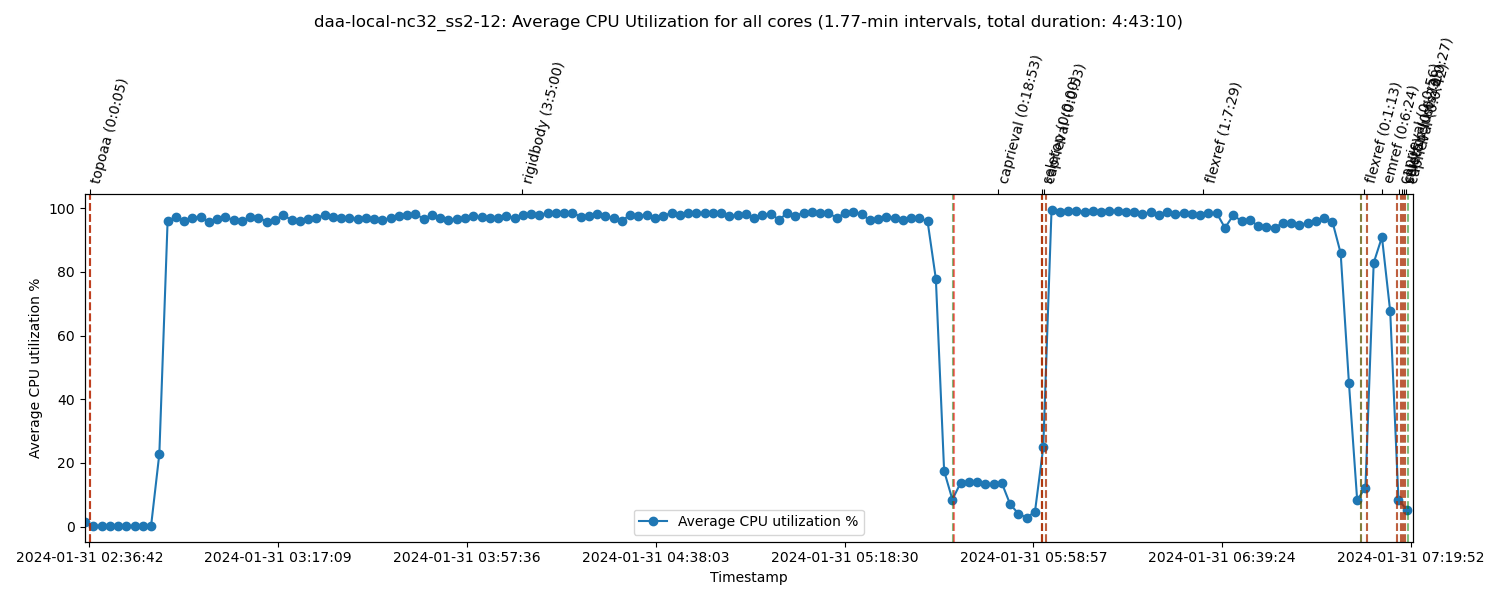 daa-local-nc32_ss2-12: Average CPU Utilization for all cores (1.77-min intervals, total duration: 4:43:10)
topoaa (0:0:05)
rigidbody (3:5:00)
caprieval (0:18:53)
caprieval (0:0:53)
flexref (1:7:29)
flexref (0:1:13)
emref (0:6:24)
Average CPU utilization %
100
80
60
40
20
0
Average CPU utilization %
2024-01-31 02:36:42
2024-01-31 03:17:09
2024-01-31 03:57:36
2024-01-31 04:38:03
2024-01-31 05:18:30
2024-01-31 05:58:57
2024-01-31 06:39:24
2024-01-31 07:19:52
Timestamp